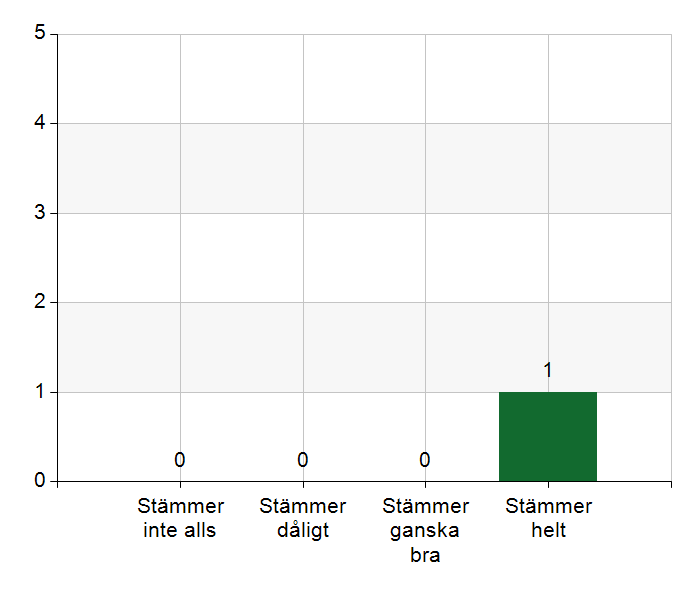 5
4
3
2
1
0
0
0
0
1
Stämmer
inte alls
Stämmer
dåligt
Stämmer
ganska
bra
Stämmer
helt